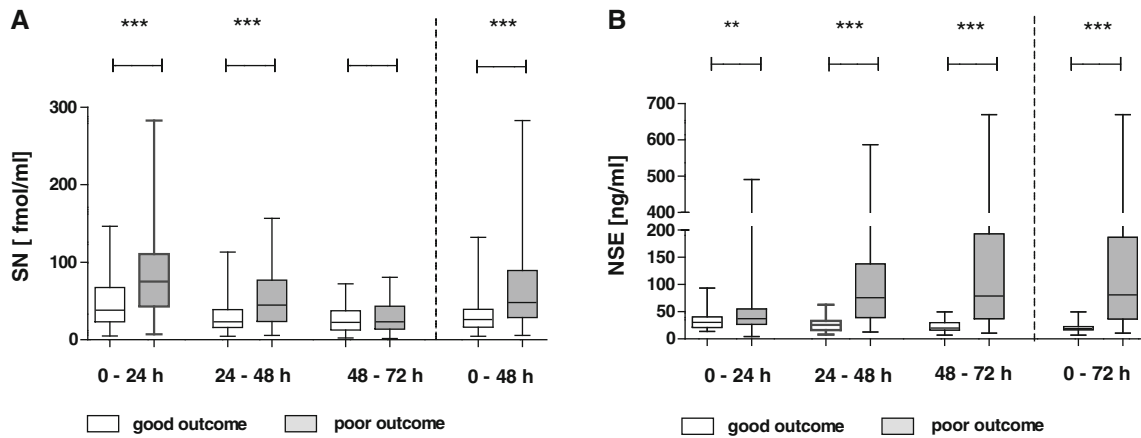 A
*** *** ***
SN [ fmol/ml]
300
200
100
0
0 - 24 h 24 - 48 h 48 - 72 h 0 - 48 h
good outcome poor outcome
B
** *** *** ***
NSE [ng/ml]
700
600
500
400
200
150
100
50
0
0 - 24 h 24 - 48 h 48 - 72 h 0 - 72 h
good outcome poor outcome